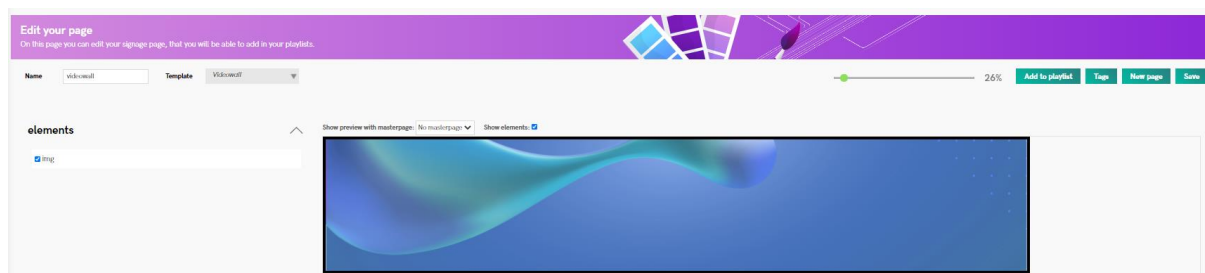 Edit your page
On this page you can edit your signage page, that you will be able to add in your playlists.
Name videowall Template Videowall 26% Add to playlist Tags New page Save
elements
Show preview with masterpage: No masterpage Show elements:
img